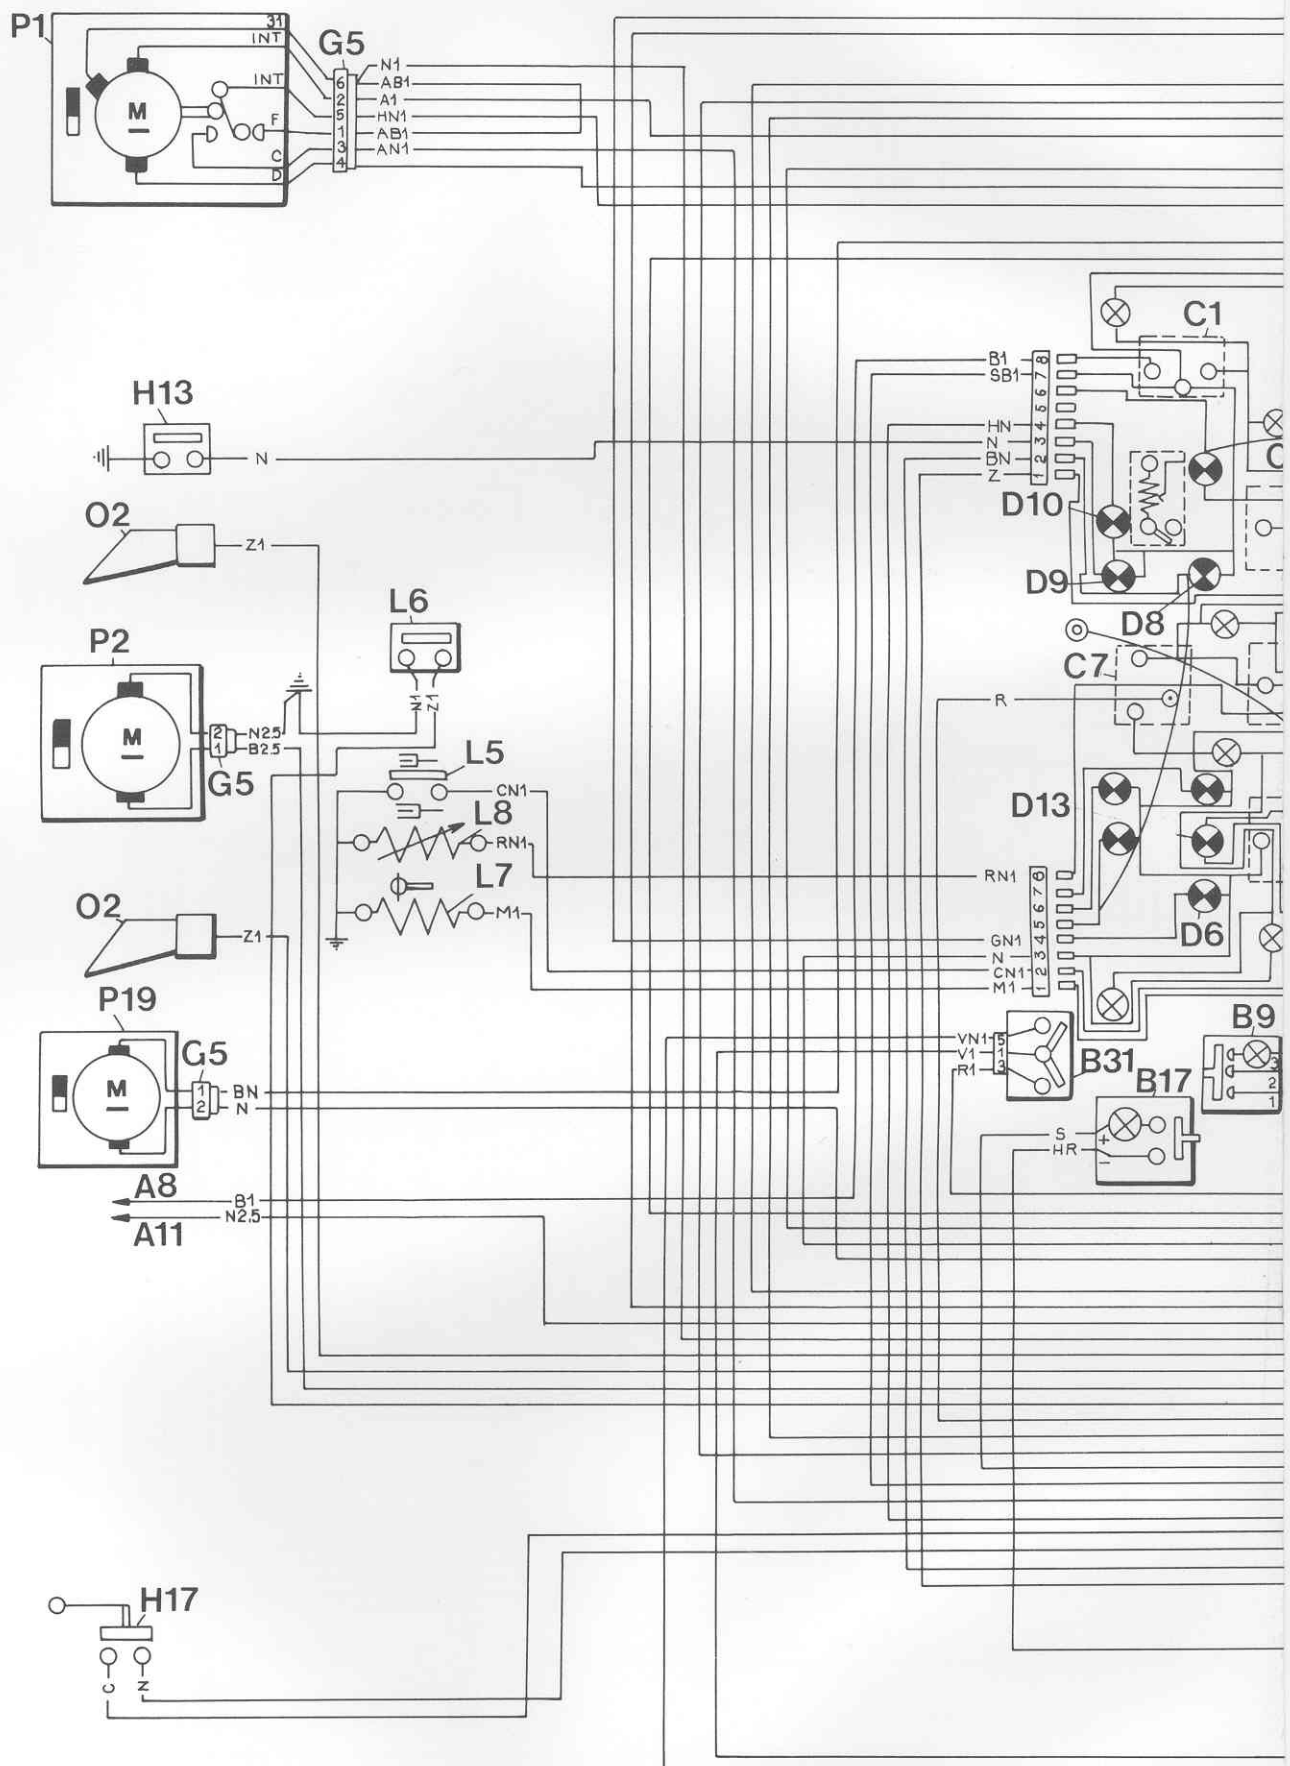 P1
31
INT
INT
F
C
D
G5
6
2
5
1
3
4
N1
AB1
A1
HN1
AB1
AN1
M
H13
N
O2
Z1
P2
M
2
1
N2.5
B2.5
G5
L6
N1
Z1
L5
CN1
L8
RN1
L7
M1
O2
Z1
P19
M
G5
1
2
BN
N
A8
B1
N2.5
A11
H17
C
N
C1
B1
SB1
HN
N
BN
Z
8
7
6
5
4
3
2
1
C
D10
D9
D8
C7
R
D13
D6
RN1
GN1
N
CN1
M1
8
7
6
5
4
3
2
1
VN1
V1
R1
5
1
3
B31
B9
3
2
1
B17
S
HR
+
−